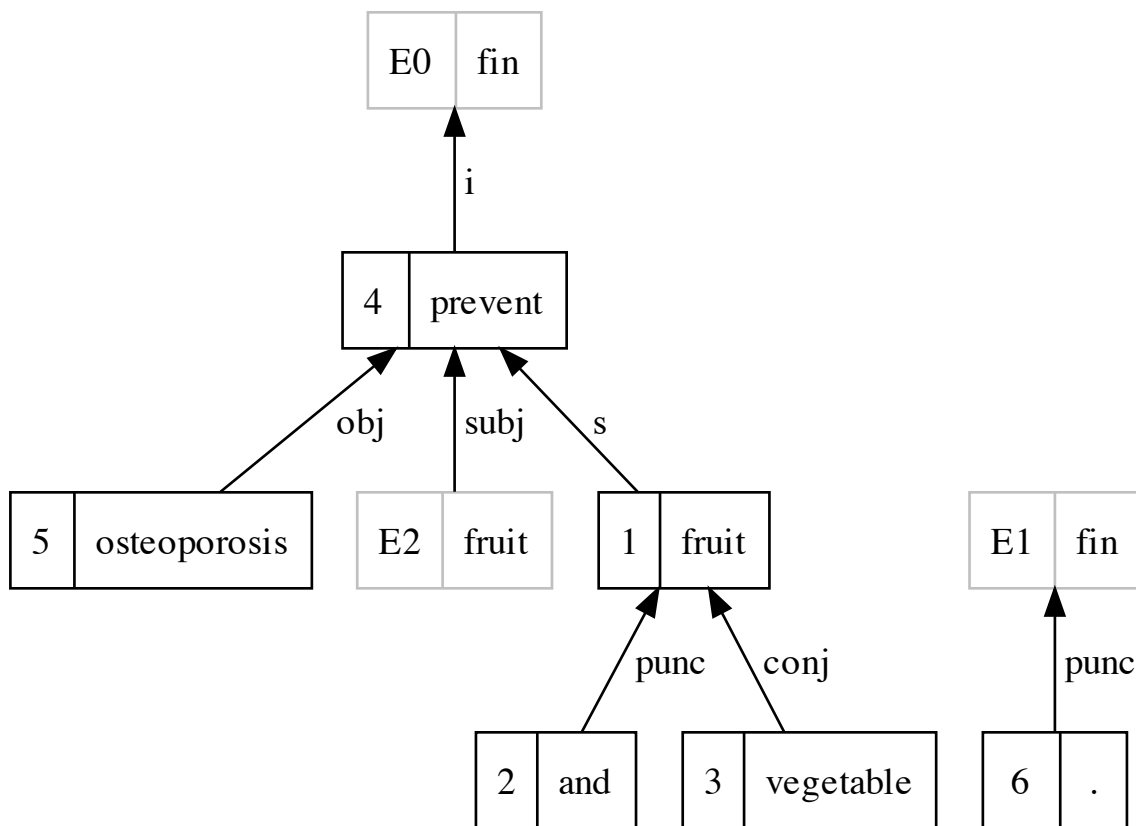 E0 fin
i
4 prevent
obj subj s
5 osteoporosis E2 fruit 1 fruit E1 fin
punc conj punc
2 and 3 vegetable 6 .